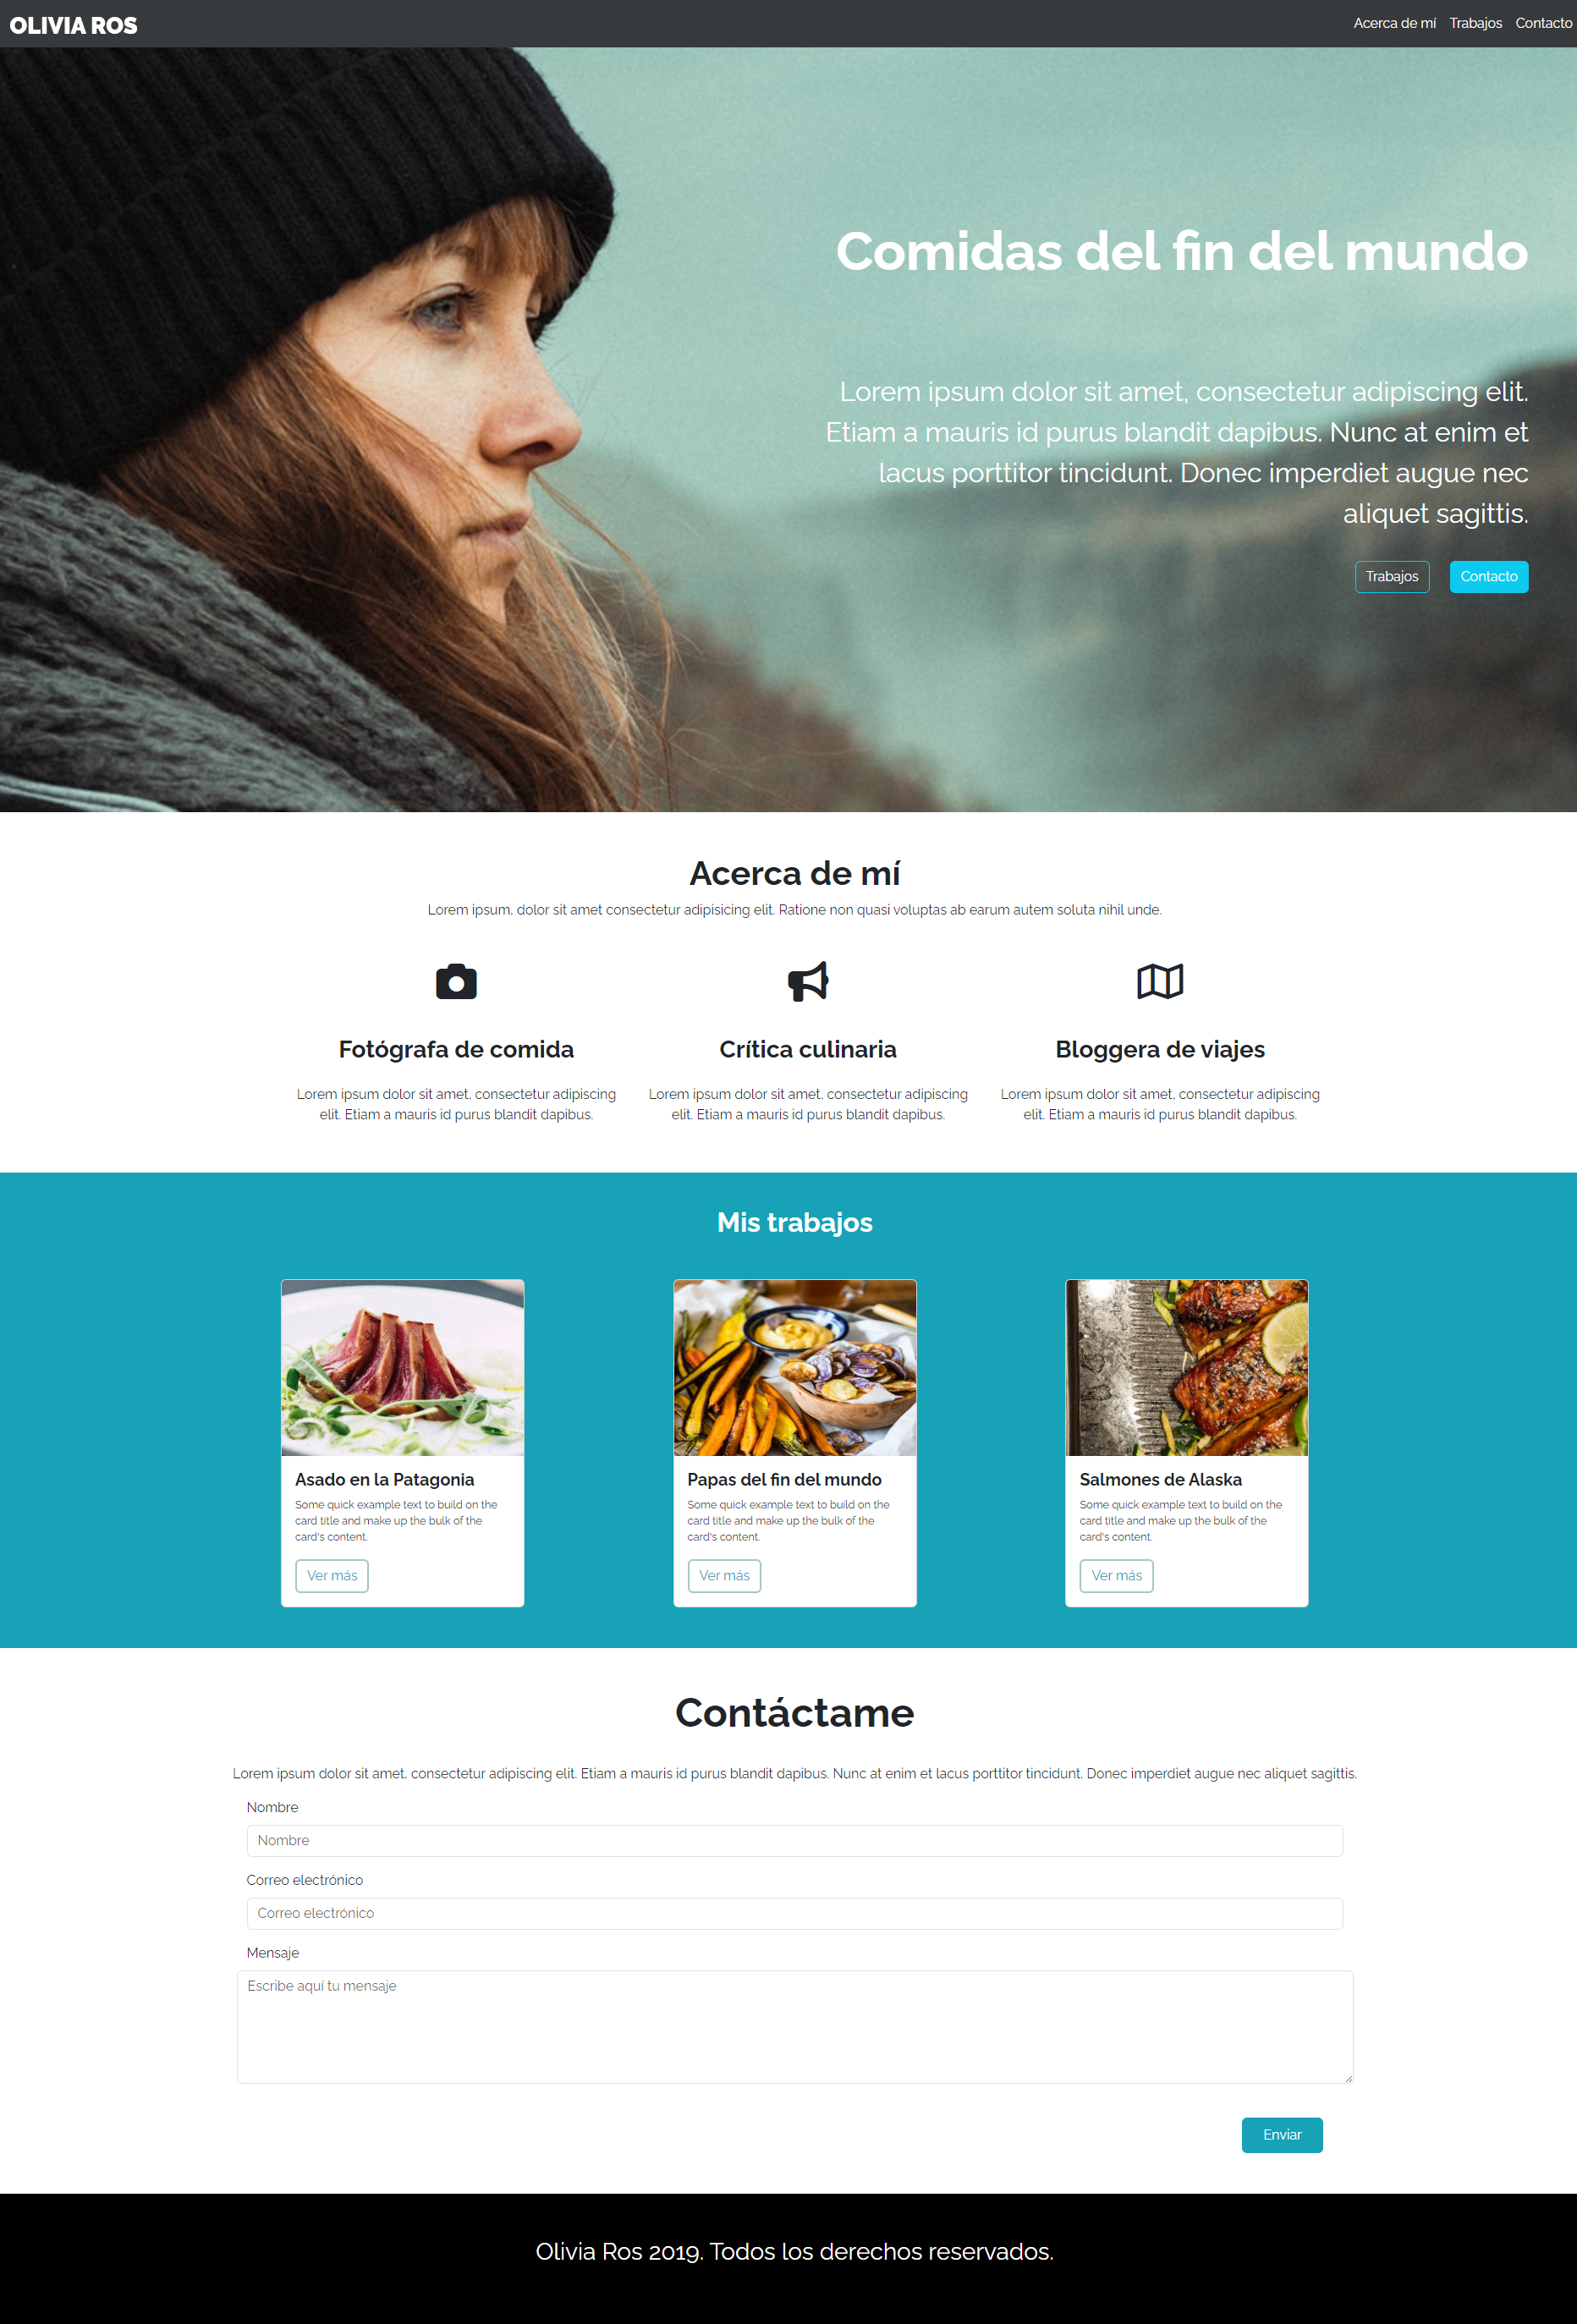 OLIVIA ROS
Acerca de mí Trabajos Contacto
Comidas del fin del mundo
Lorem ipsum dolor sit amet, consectetur adipiscing elit.
Etiam a mauris id purus blandit dapibus. Nunc at enim et
lacus porttitor tincidunt. Donec imperdiet augue nec
aliquet sagittis.
Trabajos Contacto
Acerca de mí
Lorem ipsum, dolor sit amet consectetur adipisicing elit. Ratione non quasi voluptas ab earum autem soluta nihil unde.
Fotógrafa de comida
Lorem ipsum dolor sit amet, consectetur adipiscing
elit. Etiam a mauris id purus blandit dapibus.
Crítica culinaria
Lorem ipsum dolor sit amet, consectetur adipiscing
elit. Etiam a mauris id purus blandit dapibus.
Bloggera de viajes
Lorem ipsum dolor sit amet, consectetur adipiscing
elit. Etiam a mauris id purus blandit dapibus.
Mis trabajos
Asado en la Patagonia
Some quick example text to build on the
card title and make up the bulk of the
card's content.
Ver más
Papas del fin del mundo
Some quick example text to build on the
card title and make up the bulk of the
card's content.
Ver más
Salmones de Alaska
Some quick example text to build on the
card title and make up the bulk of the
card's content.
Ver más
Contáctame
Lorem ipsum dolor sit amet, consectetur adipiscing elit. Etiam a mauris id purus blandit dapibus. Nunc at enim et lacus porttitor tincidunt. Donec imperdiet augue nec aliquet sagittis.
Nombre
Nombre
Correo electrónico
Correo electrónico
Mensaje
Escribe aquí tu mensaje
Enviar
Olivia Ros 2019. Todos los derechos reservados.